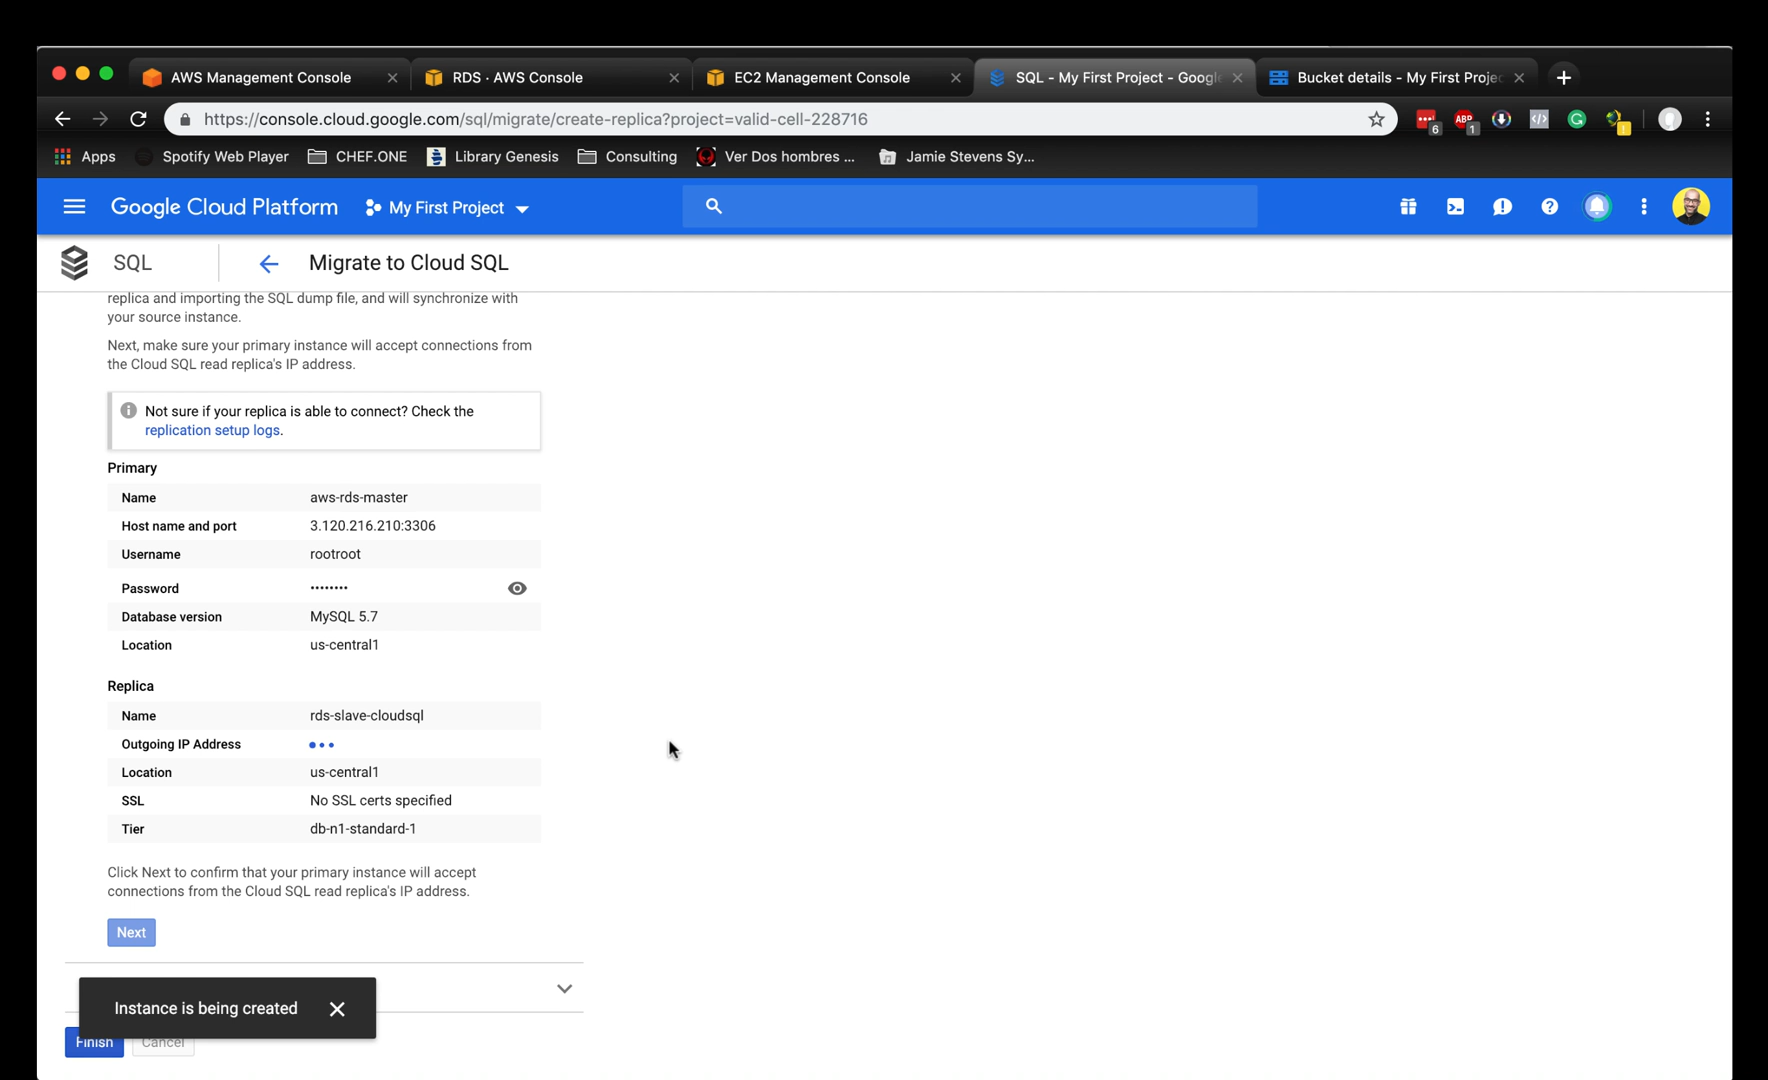 AWS Management Console
RDS · AWS Console
EC2 Management Console
SQL - My First Project - Google
Bucket details - My First Projec
https://console.cloud.google.com/sql/migrate/create-replica?project=valid-cell-228716
6
ABP
1
Apps
Spotify Web Player
CHEF.ONE
Library Genesis
Consulting
Ver Dos hombres ...
Jamie Stevens Sy...
Google Cloud Platform
My First Project
SQL
Migrate to Cloud SQL
replica and importing the SQL dump file, and will synchronize with
your source instance.
Next, make sure your primary instance will accept connections from
the Cloud SQL read replica's IP address.
Not sure if your replica is able to connect? Check the
replication setup logs.
Primary
Name aws-rds-master
Host name and port 3.120.216.210:3306
Username rootroot
Password ••••••••
Database version MySQL 5.7
Location us-central1
Replica
Name rds-slave-cloudsql
Outgoing IP Address
Location us-central1
SSL No SSL certs specified
Tier db-n1-standard-1
Click Next to confirm that your primary instance will accept
connections from the Cloud SQL read replica's IP address.
Next
Instance is being created
Finish Cancel